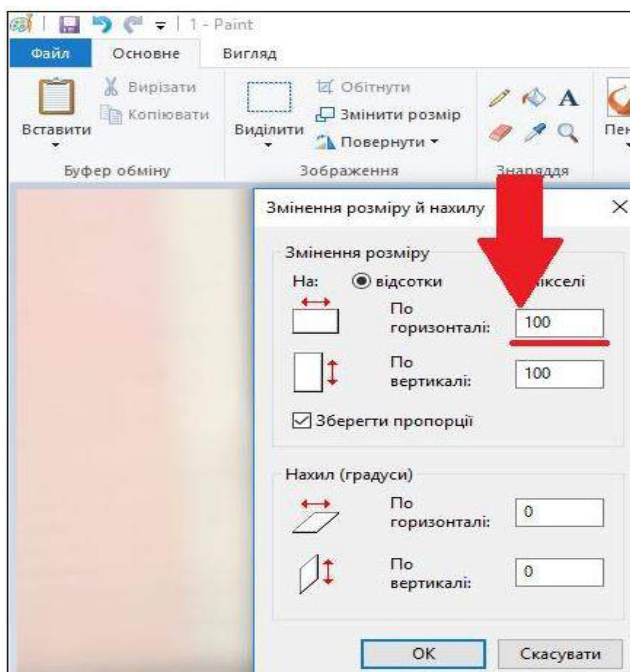 1 - Paint
Файл Основне Вигляд
Вставити
Вирізати
Копіювати
Буфер обміну
Виділити
Обітнути
Змінити розмір
Повернути
Зображення
А
Знаряддя
Змінення розміру й нахилу
Змінення розміру
На: відсотки
По горизонталі: 100
По вертикалі: 100
Зберегти пропорції
Нахил (градуси)
По горизонталі: 0
По вертикалі: 0
ОК Скасувати